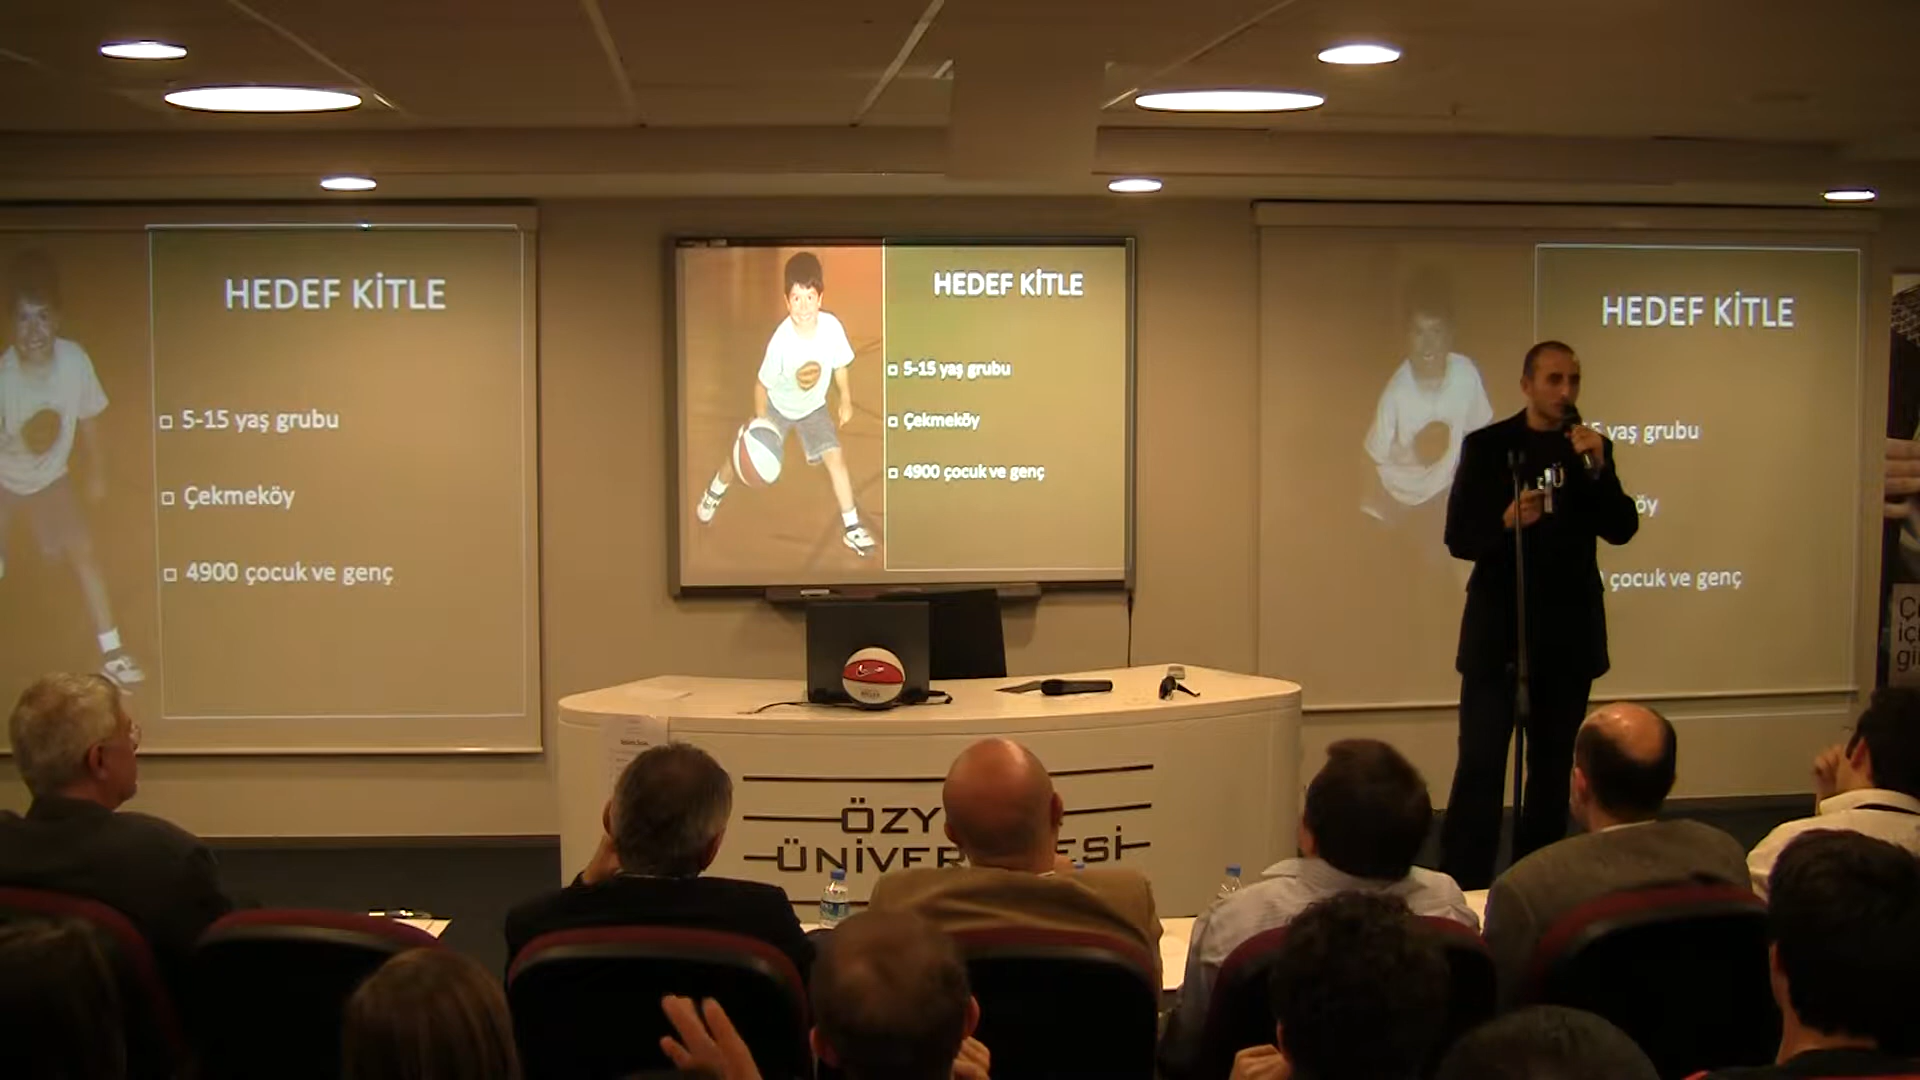 HEDEF KİTLE
5-15 yaş grubu
Çekmeköy
4900 çocuk ve genç
HEDEF KİTLE
5-15 yaş grubu
Çekmeköy
4900 çocuk ve genç
HEDEF KİTLE
yaş grubu
öy
çocuk ve genç
ÖZY
ÜNİVER ESİ